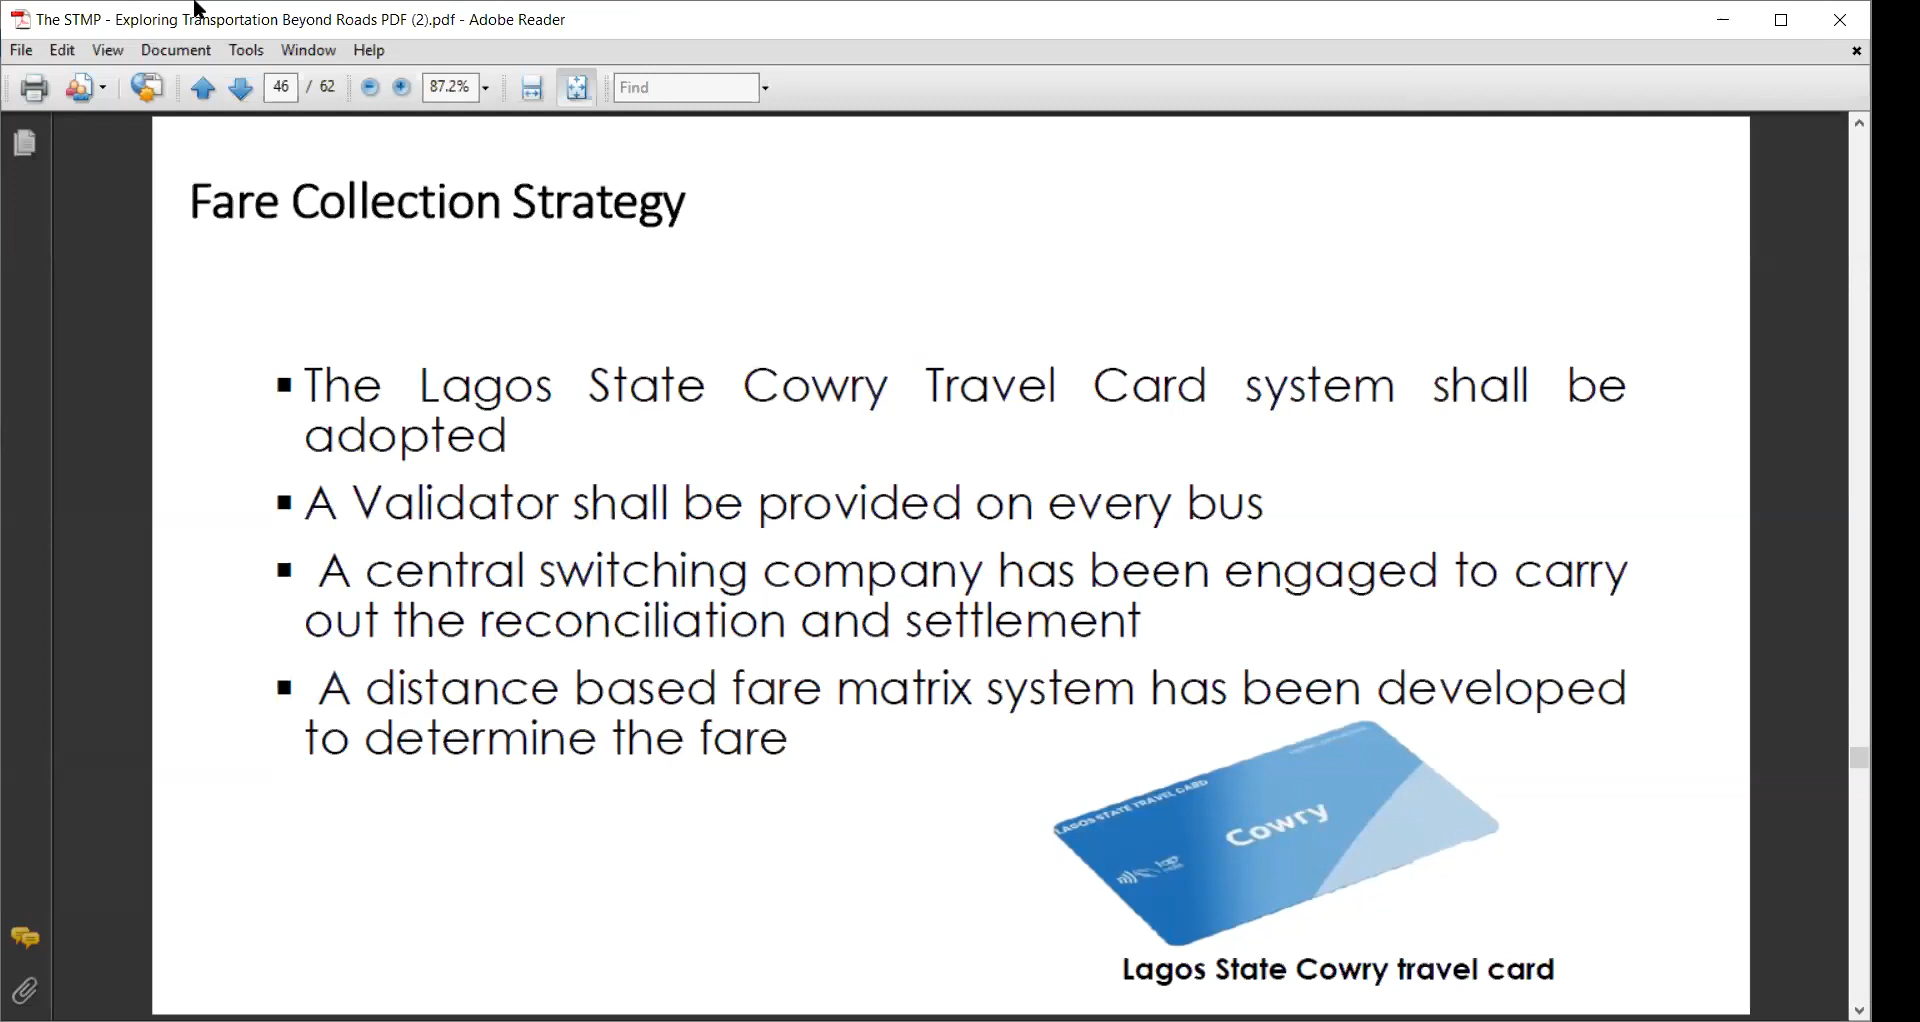 The STMP - Exploring Transportation Beyond Roads PDF (2).pdf - Adobe Reader
File Edit View Document Tools Window Help
46 / 62 87.2% Find
Fare Collection Strategy
▪ The Lagos State Cowry Travel Card system shall be
adopted
▪ A Validator shall be provided on every bus
▪ A central switching company has been engaged to carry
out the reconciliation and settlement
▪ A distance based fare matrix system has been developed
to determine the fare
LAGOS STATE TRAVEL CARD
Cowry
Lagos State Cowry travel card